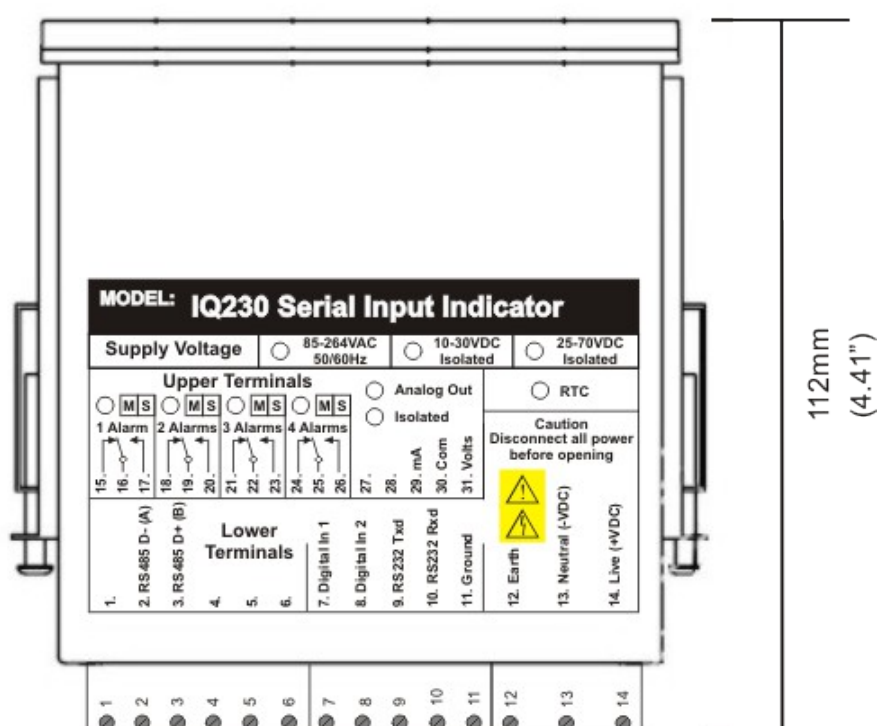 MODEL: IQ230 Serial Input Indicator
Supply Voltage
85-264VAC
50/60Hz
10-30VDC
Isolated
25-70VDC
Isolated
Upper Terminals
M S
M S
M S
M S
1 Alarm
2 Alarms
3 Alarms
4 Alarms
Analog Out
Isolated
RTC
Caution
Disconnect all power
before opening
15.
16.
17.
18.
19.
20.
21.
22.
23.
24.
25.
26.
27.
28.
29. mA
30. Com
31. Volts
Lower
Terminals
1.
2. RS485 D- (A)
3. RS485 D+ (B)
4.
5.
6.
7. Digital In 1
8. Digital In 2
9. RS232 Txd
10. RS232 Rxd
11. Ground
12. Earth
13. Neutral (-VDC)
14. Live (+VDC)
1 2 3 4 5 6 7 8 9 10 11 12 13 14
112mm
(4.41")